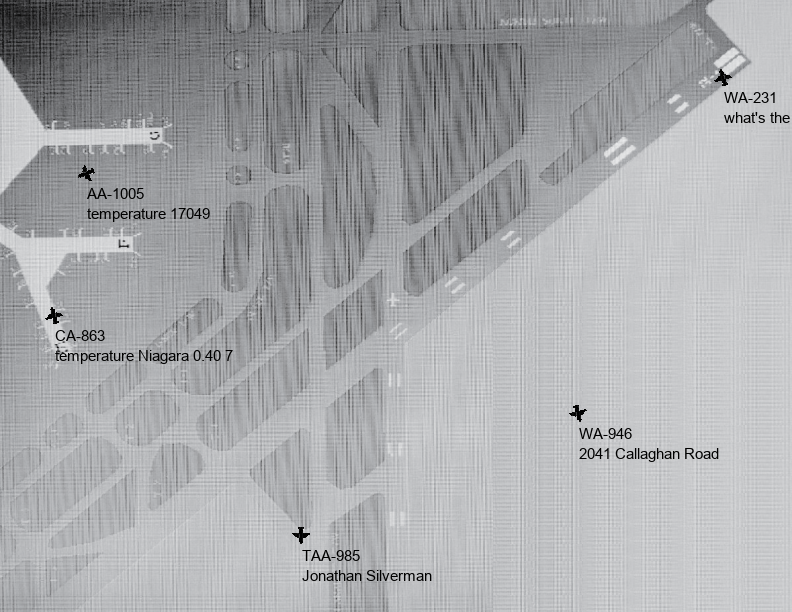 WA-231
what's the
AA-1005
temperature 17049
CA-863
temperature Niagara 0.40 7
WA-946
2041 Callaghan Road
TAA-985
Jonathan Silverman